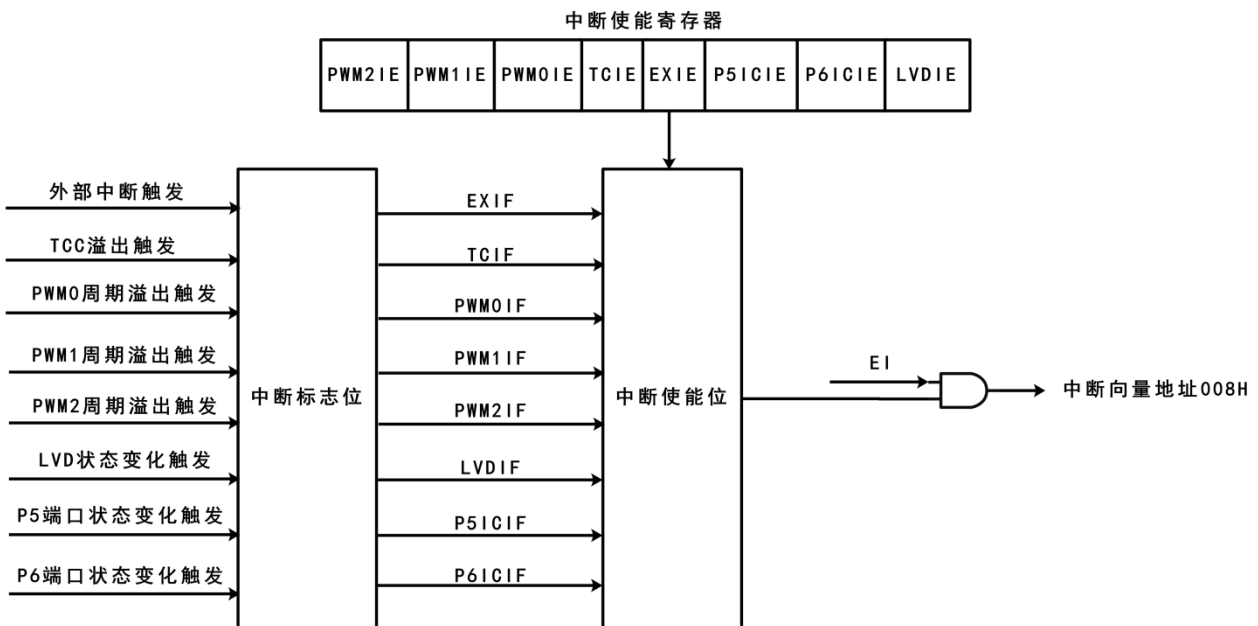 中断使能寄存器
PWM2IE PWM1IE PWM0IE TCIE EXIE P5ICIE P6ICIE LVDIE
外部中断触发
EXIF
TCC溢出触发
TCIF
PWM0周期溢出触发
PWM0IF
PWM1周期溢出触发
PWM1IF
EI
中断标志位
中断使能位
中断向量地址008H
PWM2周期溢出触发
PWM2IF
LVD状态变化触发
LVDIF
P5端口状态变化触发
P5ICIF
P6端口状态变化触发
P6ICIF